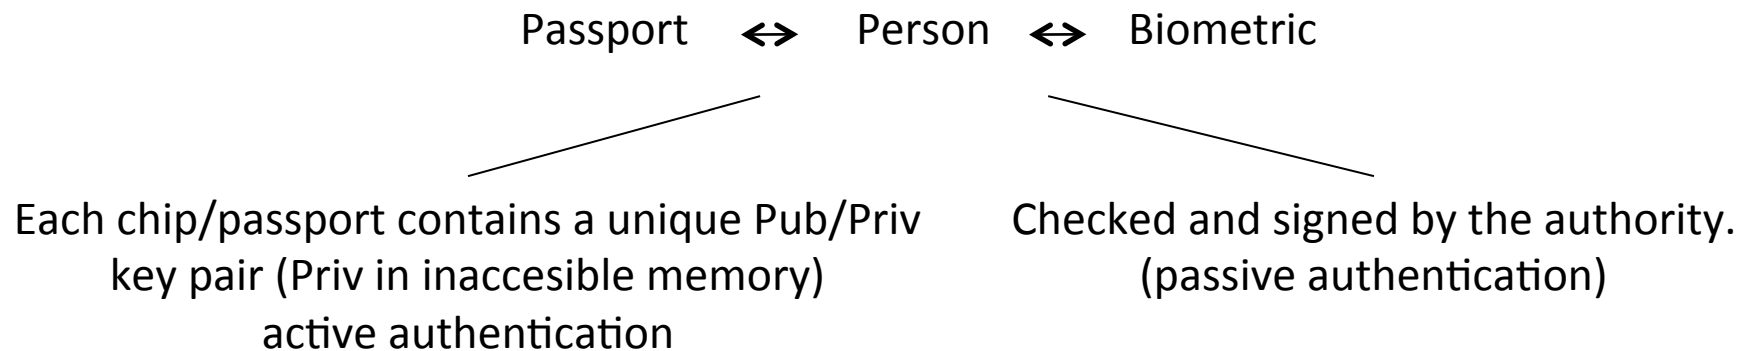 Passport ↔ Person ↔ Biometric
Each chip/passport contains a unique Pub/Priv
key pair (Priv in inaccesible memory)
active authentication
Checked and signed by the authority.
(passive authentication)